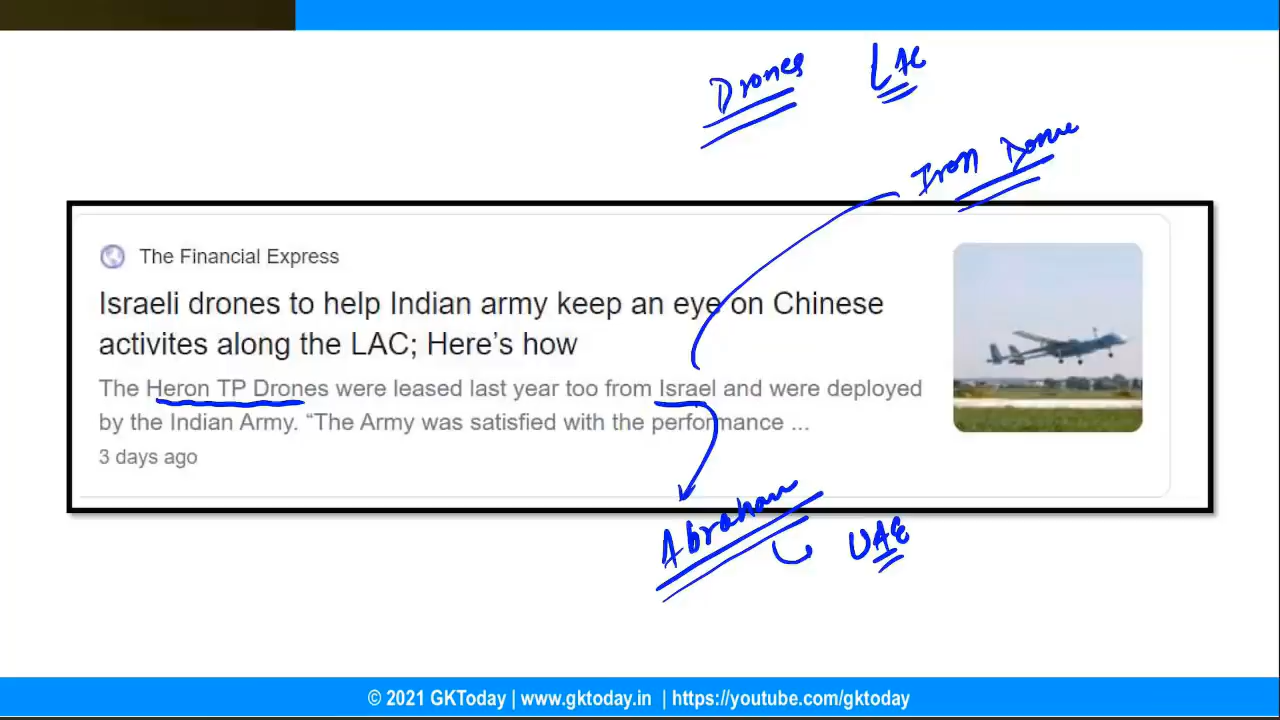 Drones LAC
Iron Dome
The Financial Express
Israeli drones to help Indian army keep an eye on Chinese
activites along the LAC; Here's how
The Heron TP Drones were leased last year too from Israel and were deployed
by the Indian Army. “The Army was satisfied with the performance ...
3 days ago
Abraham
UAE
© 2021 GKToday | www.gktoday.in | https://youtube.com/gktoday